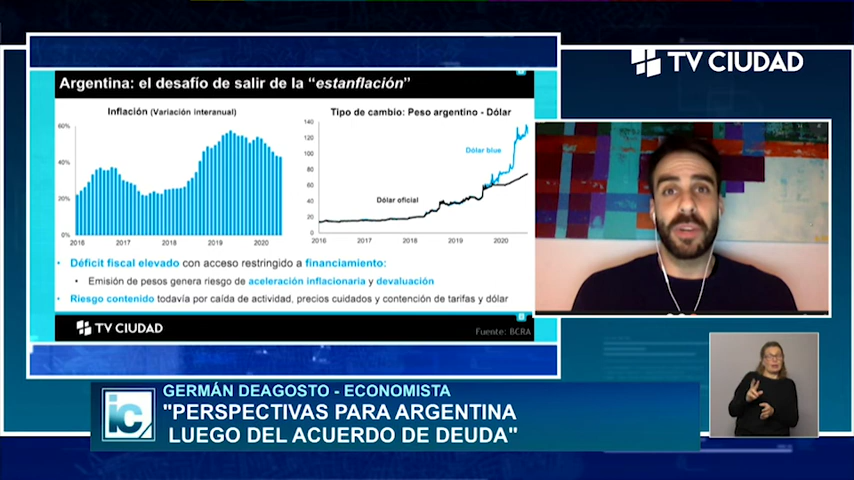 TV CIUDAD
Argentina: el desafío de salir de la “estanflación”
Inflación (Variación interanual)
60%
40%
20%
0%
2016 2017 2018 2019 2020
Tipo de cambio: Peso argentino - Dólar
140
120
100
80
60
40
20
0
Dólar blue
Dólar oficial
2016 2017 2018 2019 2020
• Déficit fiscal elevado con acceso restringido a financiamiento:
• Emisión de pesos genera riesgo de aceleración inflacionaria y devaluación
• Riesgo contenido todavía por caída de actividad, precios cuidados y contención de tarifas y dólar
TV CIUDAD
Fuente: BCRA
ic
GERMÁN DEAGOSTO - ECONOMISTA
"PERSPECTIVAS PARA ARGENTINA
LUEGO DEL ACUERDO DE DEUDA"